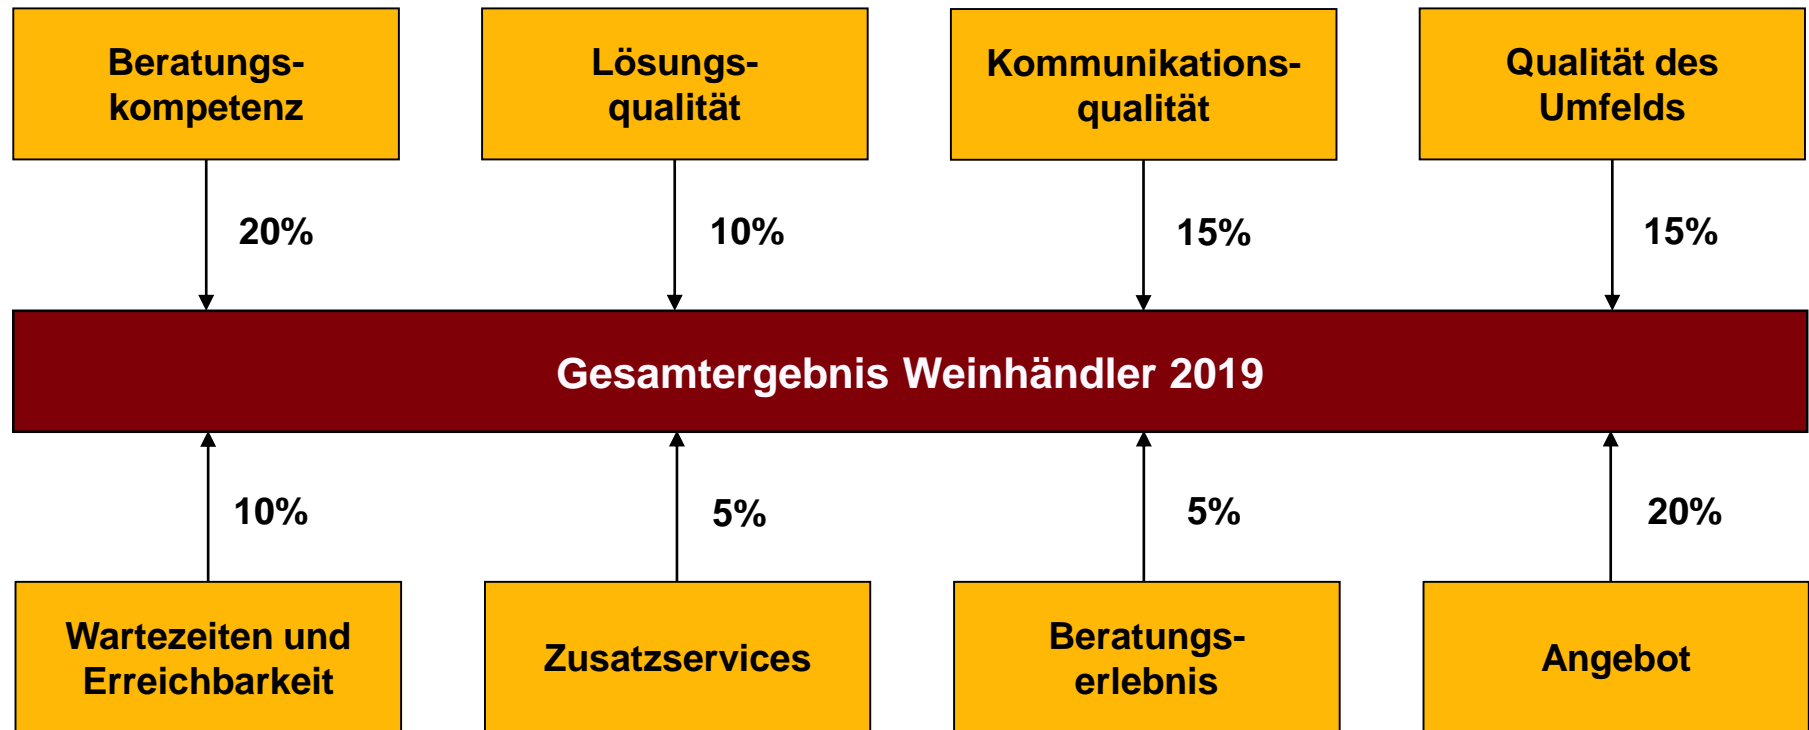 Beratungs-
kompetenz
Lösungs-
qualität
Kommunikations-
qualität
Qualität des
Umfelds
20%
10%
15%
15%
Gesamtergebnis Weinhändler 2019
10%
5%
5%
20%
Wartezeiten und
Erreichbarkeit
Zusatzservices
Beratungs-
erlebnis
Angebot